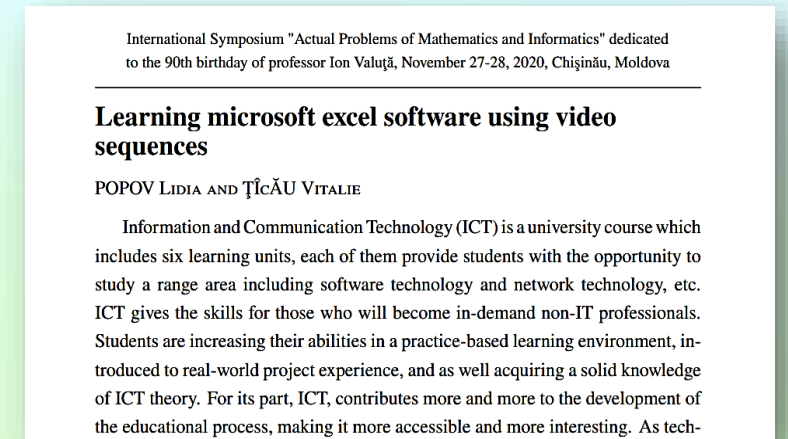 International Symposium "Actual Problems of Mathematics and Informatics" dedicated
to the 90th birthday of professor Ion Valuţă, November 27-28, 2020, Chişinău, Moldova
Learning microsoft excel software using video
sequences
POPOV Lidia and ŢÎcĂU Vitalie
Information and Communication Technology (ICT) is a university course which
includes six learning units, each of them provide students with the opportunity to
study a range area including software technology and network technology, etc.
ICT gives the skills for those who will become in-demand non-IT professionals.
Students are increasing their abilities in a practice-based learning environment, in-
troduced to real-world project experience, and as well acquiring a solid knowledge
of ICT theory. For its part, ICT, contributes more and more to the development of
the educational process, making it more accessible and more interesting. As tech-